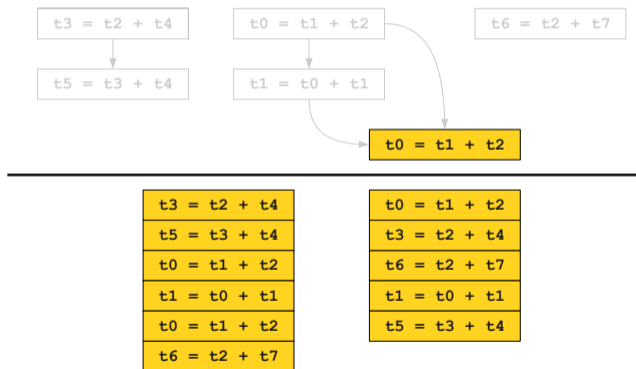 t3 = t2 + t4
t0 = t1 + t2
t6 = t2 + t7
t5 = t3 + t4
t1 = t0 + t1
t0 = t1 + t2
t3 = t2 + t4
t5 = t3 + t4
t0 = t1 + t2
t1 = t0 + t1
t0 = t1 + t2
t6 = t2 + t7
t0 = t1 + t2
t3 = t2 + t4
t6 = t2 + t7
t1 = t0 + t1
t5 = t3 + t4